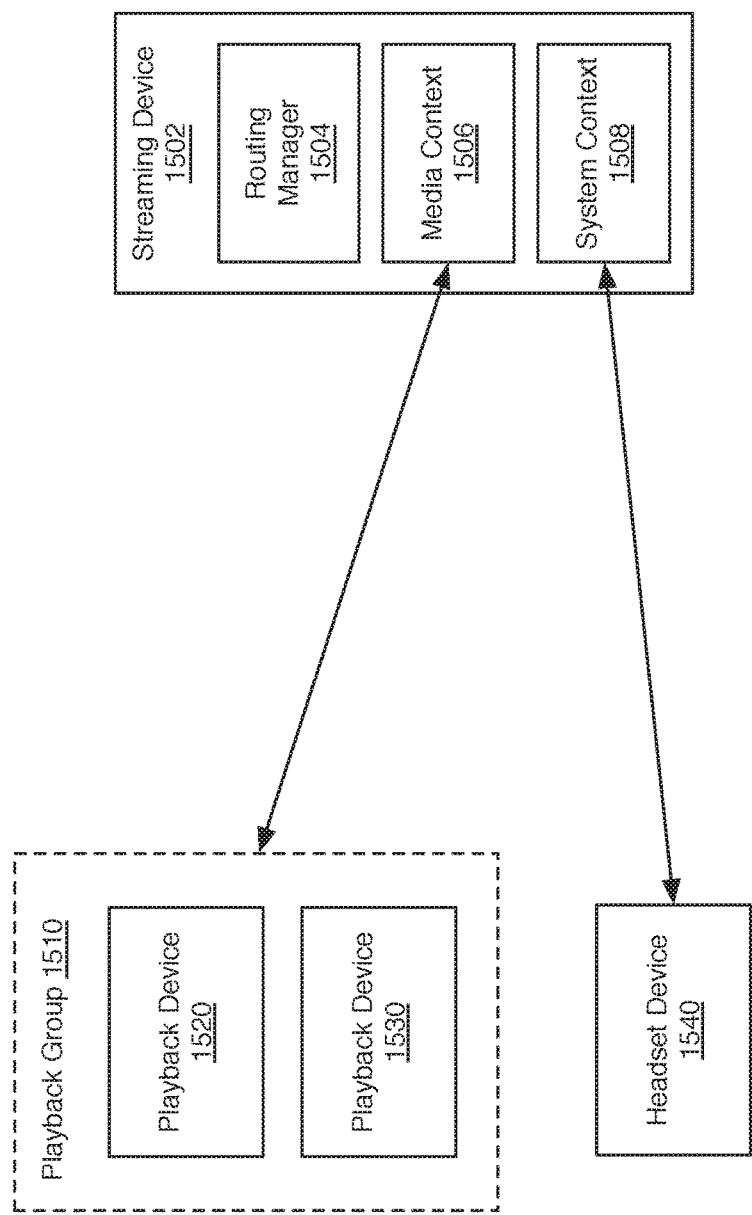 Playback Group 1510
Playback Device
1520
Playback Device
1530
Headset Device
1540
Streaming Device
1502
Routing
Manager
1504
Media Context
1506
System Context
1508